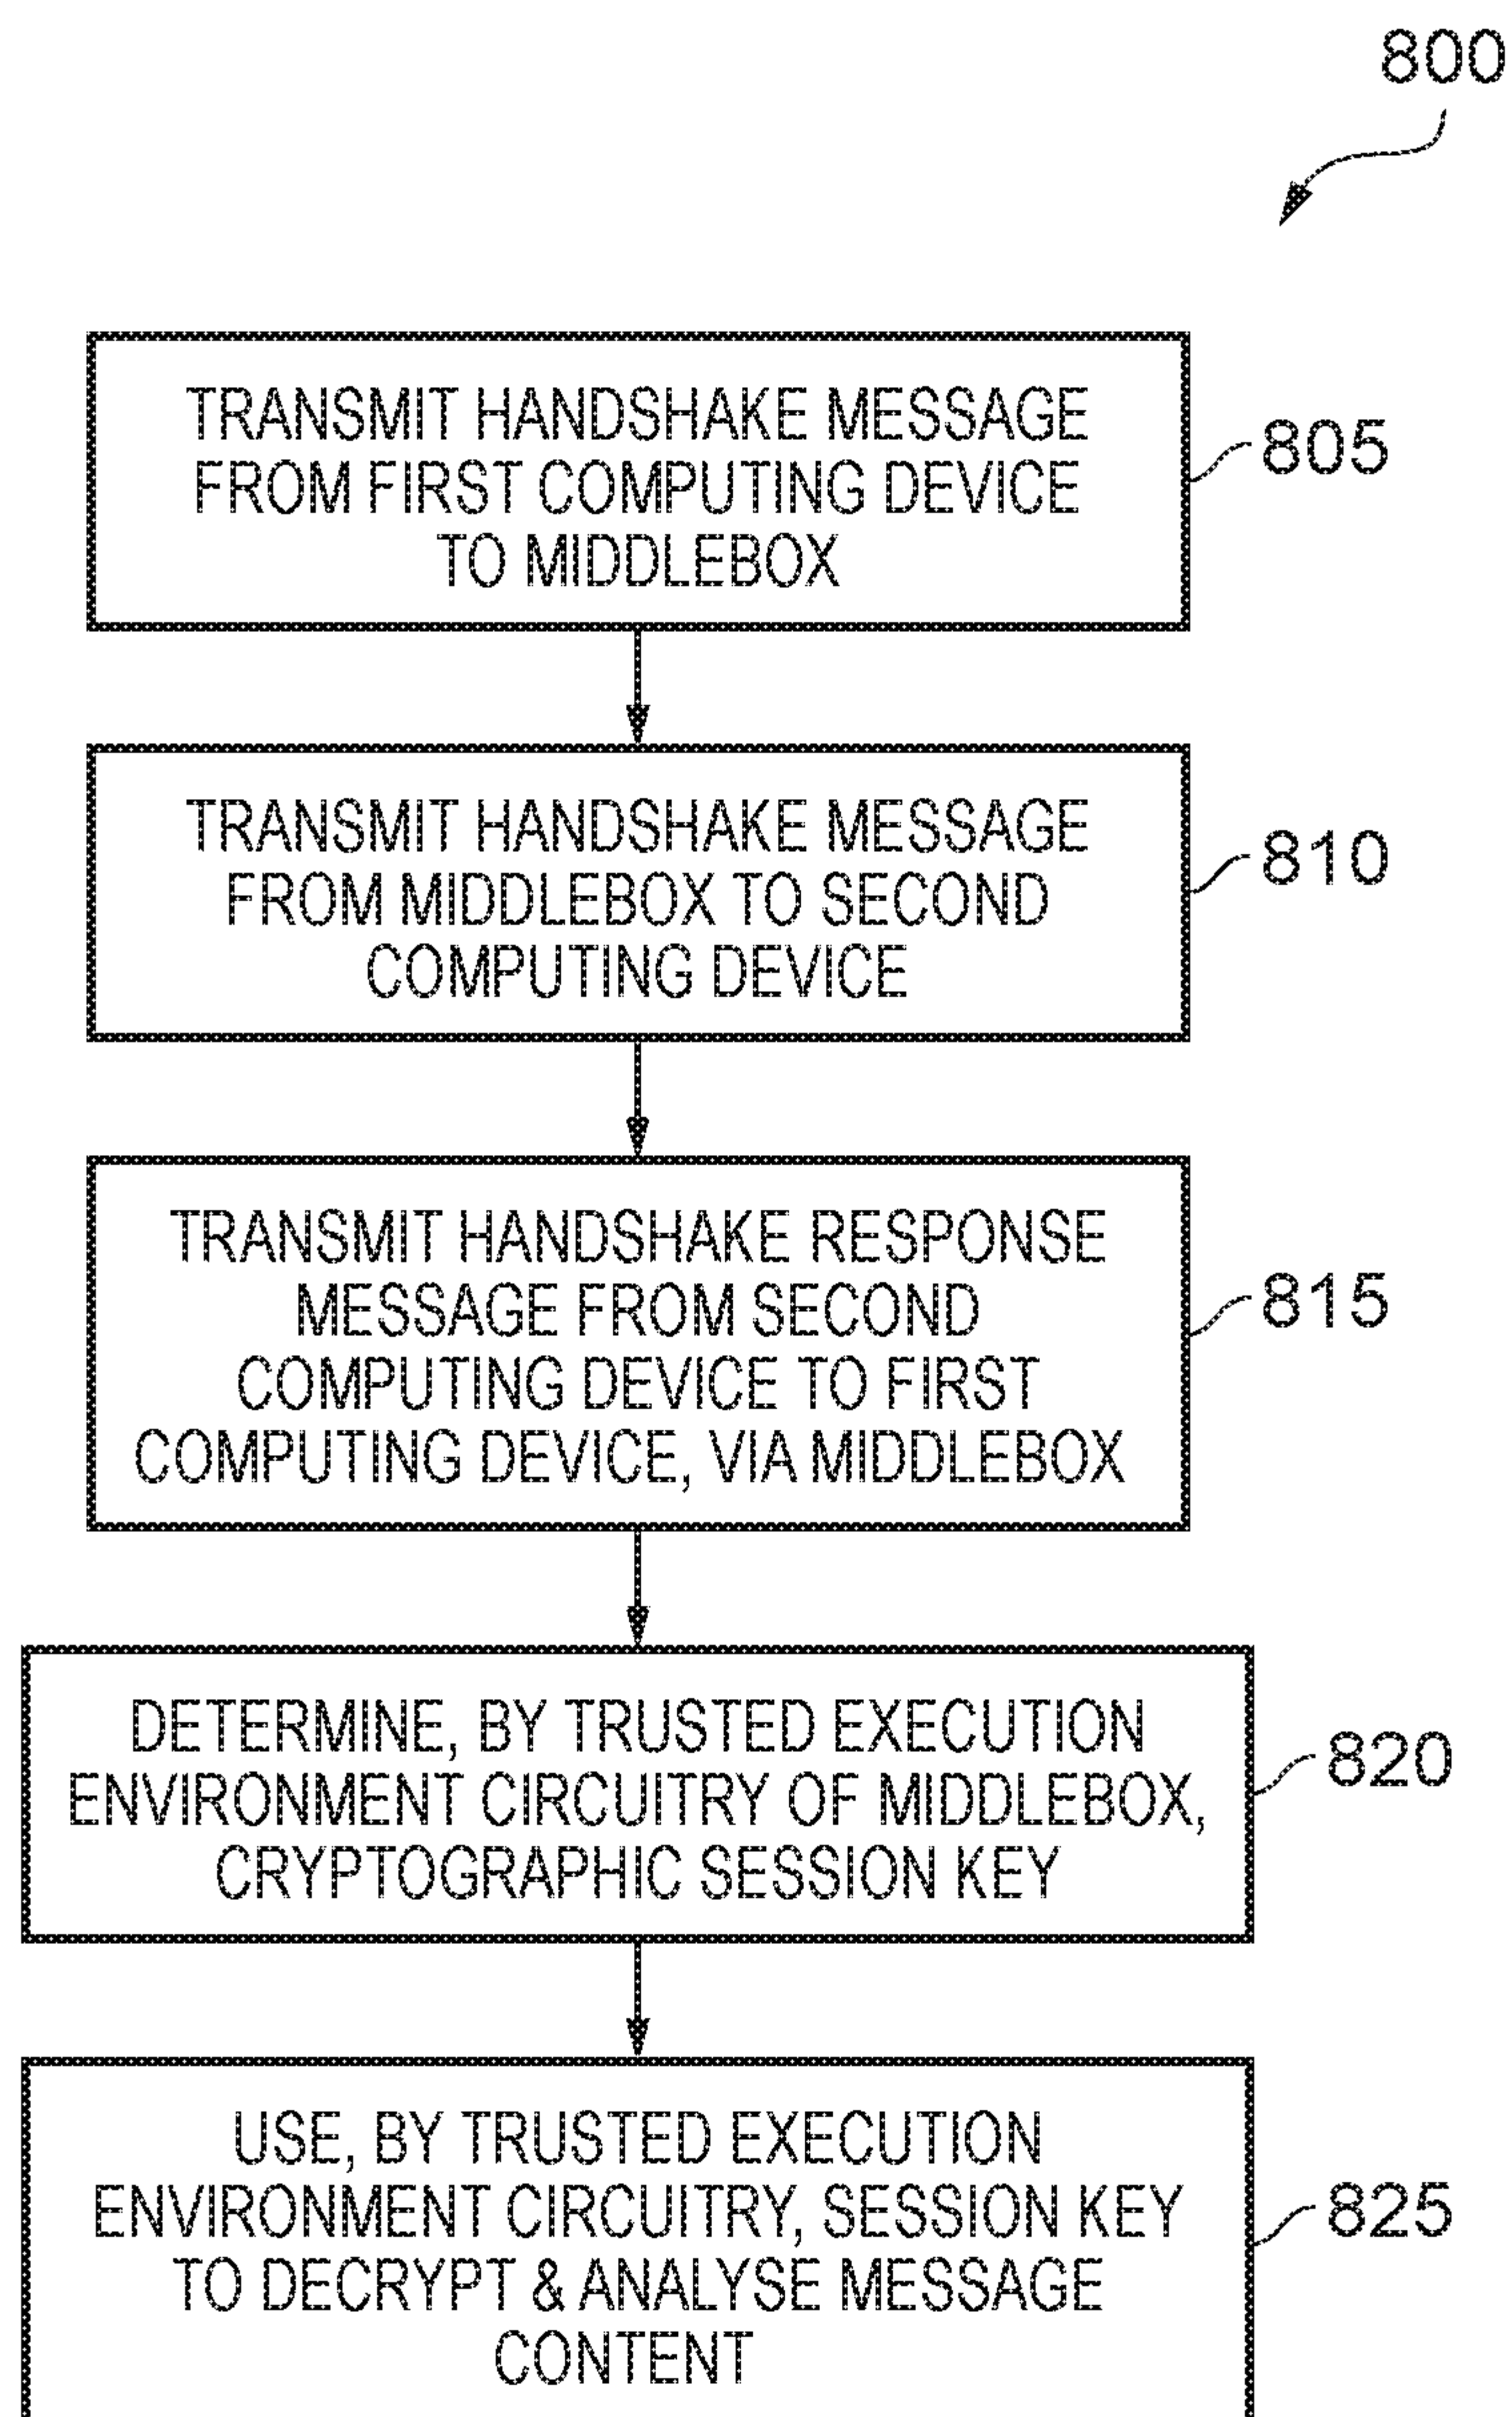 800
TRANSMIT HANDSHAKE MESSAGE
FROM FIRST COMPUTING DEVICE
TO MIDDLEBOX
805
TRANSMIT HANDSHAKE MESSAGE
FROM MIDDLEBOX TO SECOND
COMPUTING DEVICE
810
TRANSMIT HANDSHAKE RESPONSE
MESSAGE FROM SECOND
COMPUTING DEVICE TO FIRST
COMPUTING DEVICE, VIA MIDDLEBOX
815
DETERMINE, BY TRUSTED EXECUTION
ENVIRONMENT CIRCUITRY OF MIDDLEBOX,
CRYPTOGRAPHIC SESSION KEY
820
USE, BY TRUSTED EXECUTION
ENVIRONMENT CIRCUITRY, SESSION KEY
TO DECRYPT & ANALYSE MESSAGE
CONTENT
825